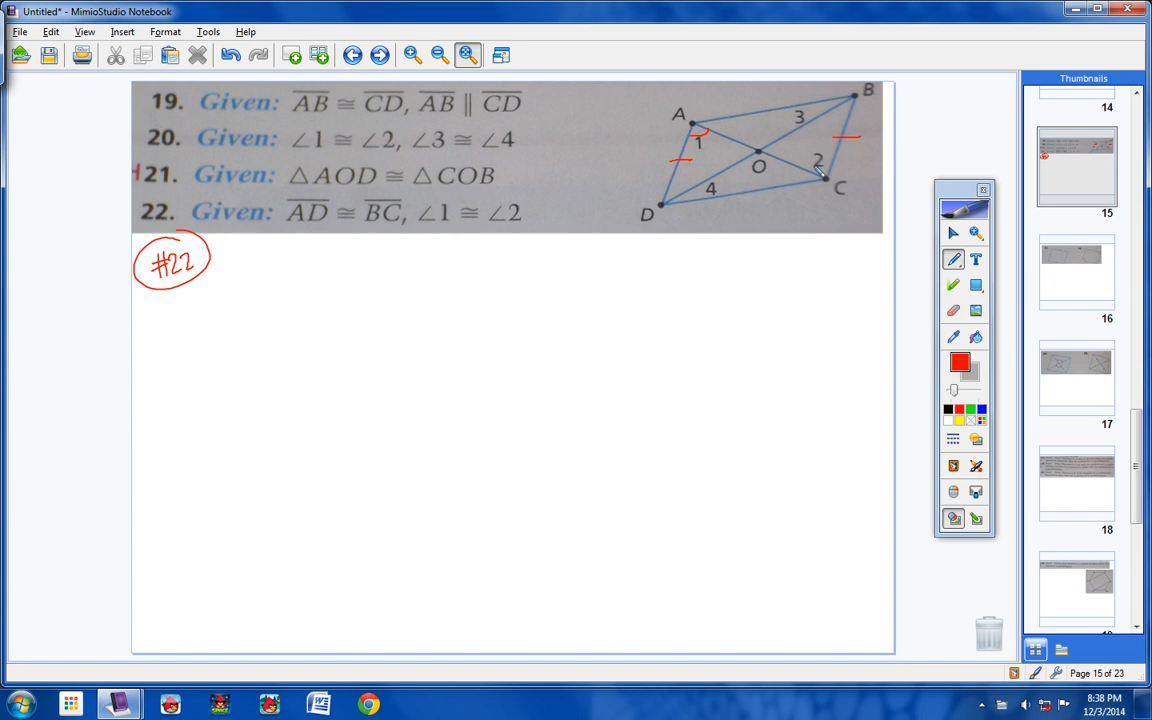 Untitled* - MimioStudio Notebook
File Edit View Insert Format Tools Help
Thumbnails
19. Given: AB ≅ CD, AB ∥ CD
20. Given: ∠1 ≅ ∠2, ∠3 ≅ ∠4
21. Given: △AOD ≅ △COB
22. Given: AD ≅ BC, ∠1 ≅ ∠2
A
B
3
1
O
2
4
C
D
#22
T
14
15
16
17
18
Page 15 of 23
8:38 PM
12/3/2014